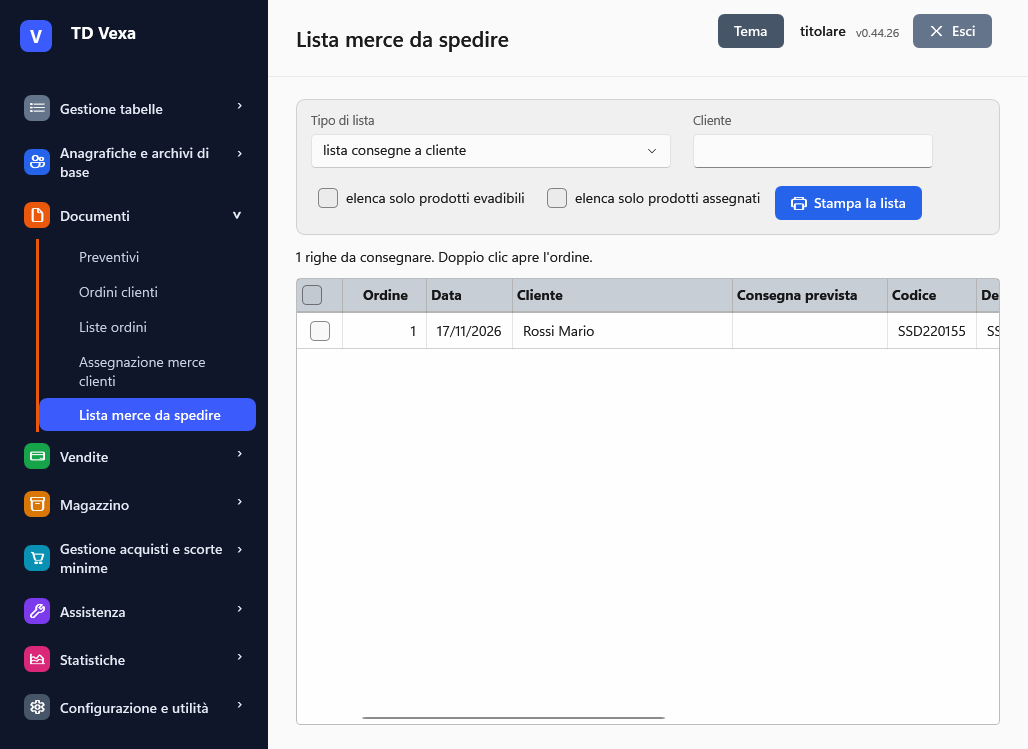 V
TD Vexa
Gestione tabelle
Anagrafiche e archivi di
base
Documenti
Preventivi
Ordini clienti
Liste ordini
Assegnazione merce
clienti
Lista merce da spedire
Vendite
Magazzino
Gestione acquisti e scorte
minime
Assistenza
Statistiche
Configurazione e utilità
Lista merce da spedire
Tema
titolare
v0.44.26
Esci
Tipo di lista
Cliente
lista consegne a cliente
elenca solo prodotti evadibili
elenca solo prodotti assegnati
Stampa la lista
1 righe da consegnare. Doppio clic apre l'ordine.
Ordine Data Cliente Consegna prevista Codice De
1 17/11/2026 Rossi Mario SSD220155 SS